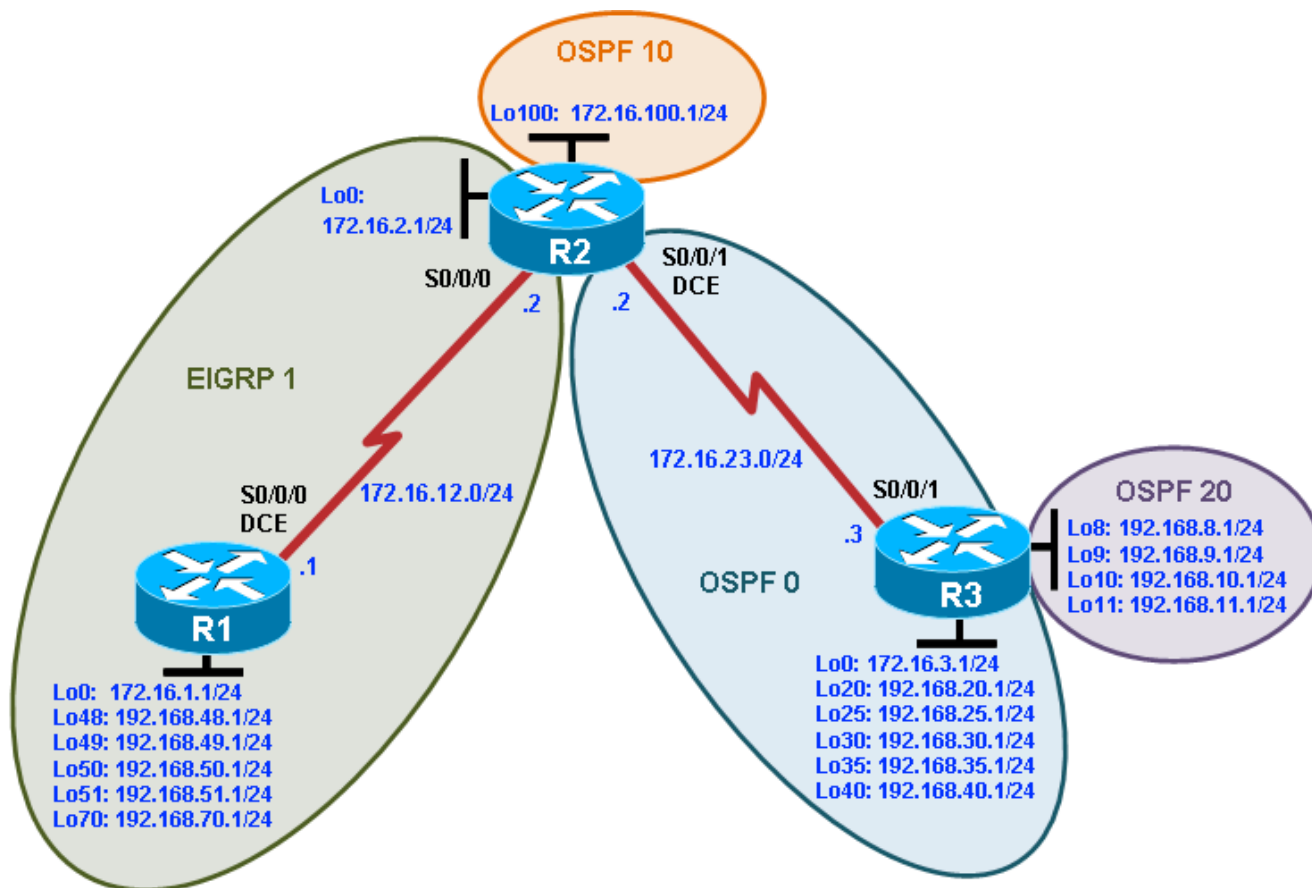 OSPF 10
Lo100: 172.16.100.1/24
Lo0:
172.16.2.1/24
R2
S0/0/0
S0/0/1
DCE
.2
.2
EIGRP 1
172.16.23.0/24
S0/0/0
DCE
172.16.12.0/24
S0/0/1
OSPF 20
.1
.3
Lo8: 192.168.8.1/24
Lo9: 192.168.9.1/24
Lo10: 192.168.10.1/24
Lo11: 192.168.11.1/24
OSPF 0
R1
R3
Lo0: 172.16.1.1/24
Lo48: 192.168.48.1/24
Lo49: 192.168.49.1/24
Lo50: 192.168.50.1/24
Lo51: 192.168.51.1/24
Lo70: 192.168.70.1/24
Lo0: 172.16.3.1/24
Lo20: 192.168.20.1/24
Lo25: 192.168.25.1/24
Lo30: 192.168.30.1/24
Lo35: 192.168.35.1/24
Lo40: 192.168.40.1/24